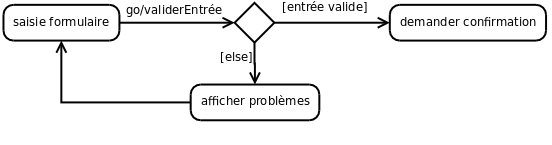 saisie formulaire
go/validerEntrée
[entrée valide]
demander confirmation
[else]
afficher problèmes